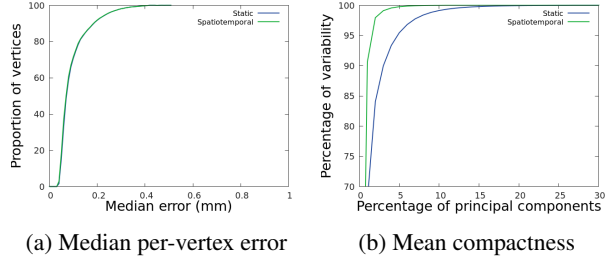 100
80
60
40
20
0
Proportion of vertices
Static
Spatiotemporal
0 0.2 0.4 0.6 0.8 1
Median error (mm)
(a) Median per-vertex error
100
95
90
85
80
75
70
Percentage of variability
Static
Spatiotemporal
0 5 10 15 20 25 30
Percentage of principal components
(b) Mean compactness